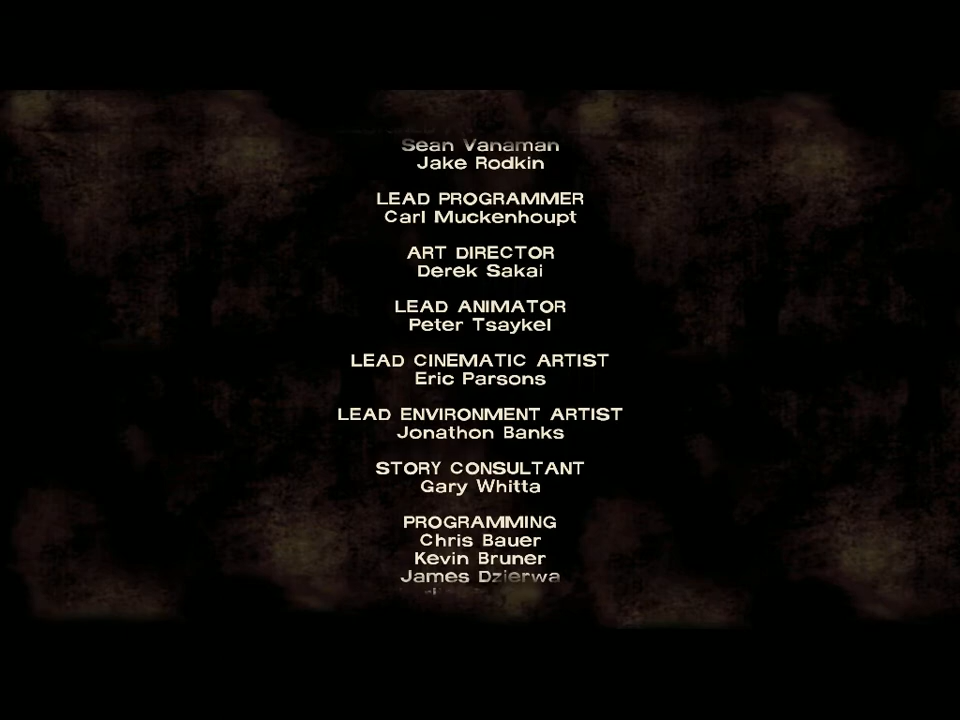 Sean Vanaman
Jake Rodkin
LEAD PROGRAMMER
Carl Muckenhoupt
ART DIRECTOR
Derek Sakai
LEAD ANIMATOR
Peter Tsaykel
LEAD CINEMATIC ARTIST
Eric Parsons
LEAD ENVIRONMENT ARTIST
Jonathon Banks
STORY CONSULTANT
Gary Whitta
PROGRAMMING
Chris Bauer
Kevin Bruner
James Dzierwa